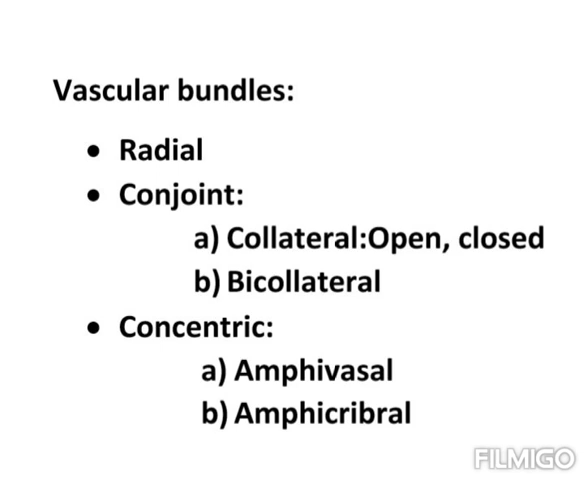 Vascular bundles:
• Radial
• Conjoint:
a) Collateral:Open, closed
b) Bicollateral
• Concentric:
a) Amphivasal
b) Amphicribral
FILMIGO